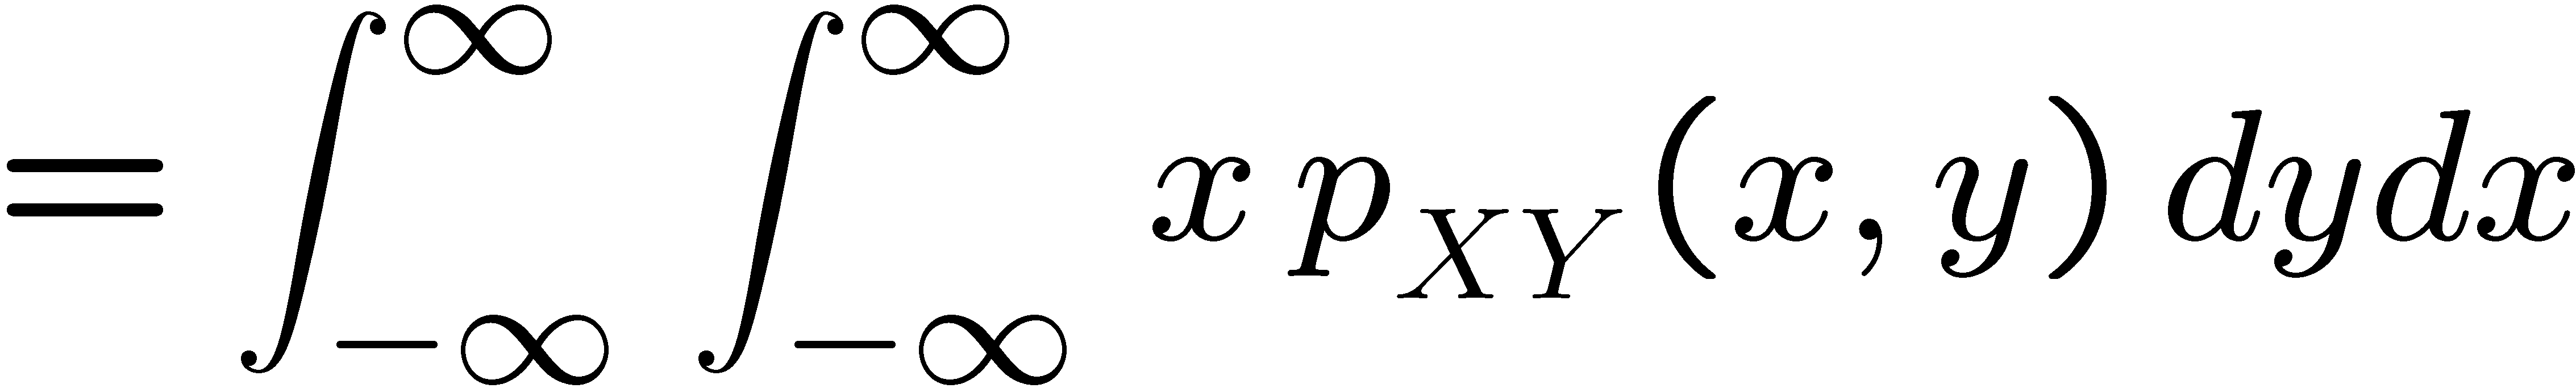 = ∫_{-∞}^{∞} ∫_{-∞}^{∞} x p_{XY}(x, y) dydx